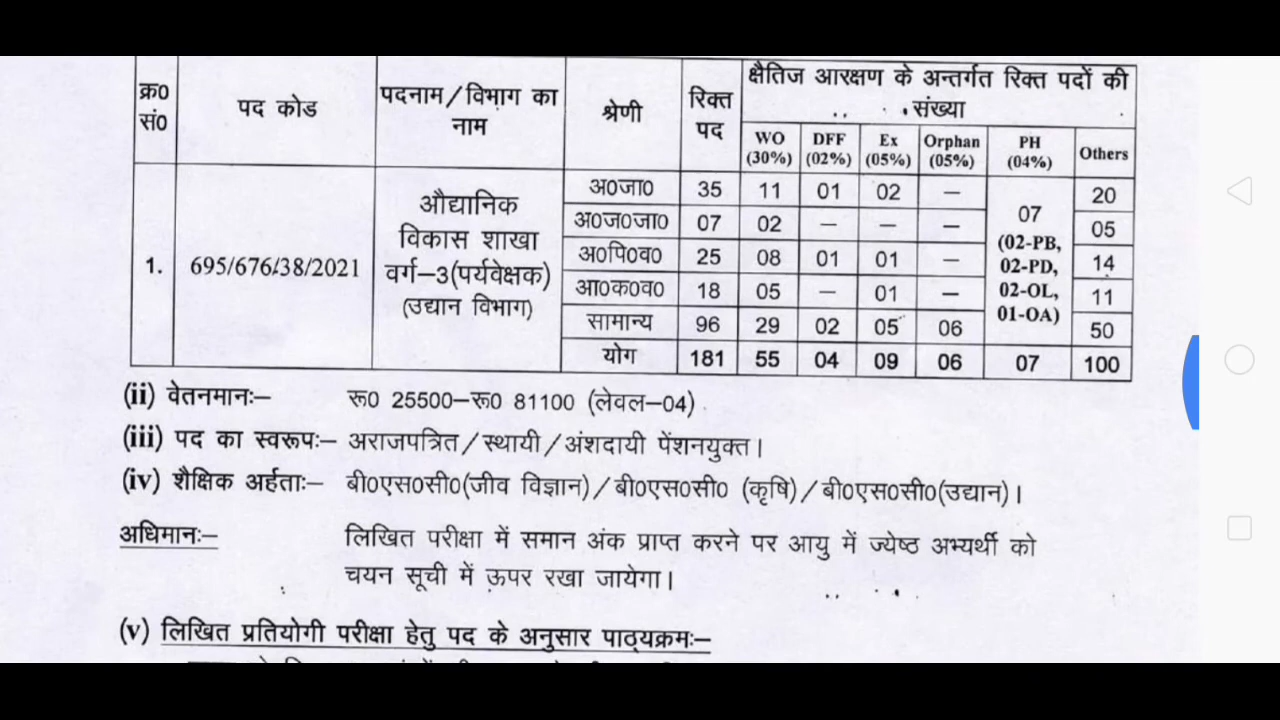 क्र0 सं0 | पद कोड | पदनाम/विभाग का नाम | श्रेणी | रिक्त पद | क्षैतिज आरक्षण के अन्तर्गत रिक्त पदों की संख्या
WO (30%) | DFF (02%) | Ex (05%) | Orphan (05%) | PH (04%) | Others
1. | 695/676/38/2021 | औद्यानिक विकास शाखा वर्ग–3(पर्यवेक्षक) (उद्यान विभाग) | अ0जा0 | 35 | 11 | 01 | 02 | – | 07 (02-PB, 02-PD, 02-OL, 01-OA) | 20
अ0ज0जा0 | 07 | 02 | – | – | – | 05
अ0पि0व0 | 25 | 08 | 01 | 01 | – | 14
आ0क0व0 | 18 | 05 | – | 01 | – | 11
सामान्य | 96 | 29 | 02 | 05 | 06 | 50
योग | 181 | 55 | 04 | 09 | 06 | 07 | 100
(ii) वेतनमानः– रू0 25500–रू0 81100 (लेवल–04)
(iii) पद का स्वरूपः– अराजपत्रित/स्थायी/अंशदायी पेंशनयुक्त।
(iv) शैक्षिक अर्हताः– बी0एस0सी0(जीव विज्ञान)/बी0एस0सी0 (कृषि)/बी0एस0सी0(उद्यान)।
अधिमानः– लिखित परीक्षा में समान अंक प्राप्त करने पर आयु में ज्येष्ठ अभ्यर्थी को
चयन सूची में ऊपर रखा जायेगा।
(v) लिखित प्रतियोगी परीक्षा हेतु पद के अनुसार पाठ्यक्रमः–